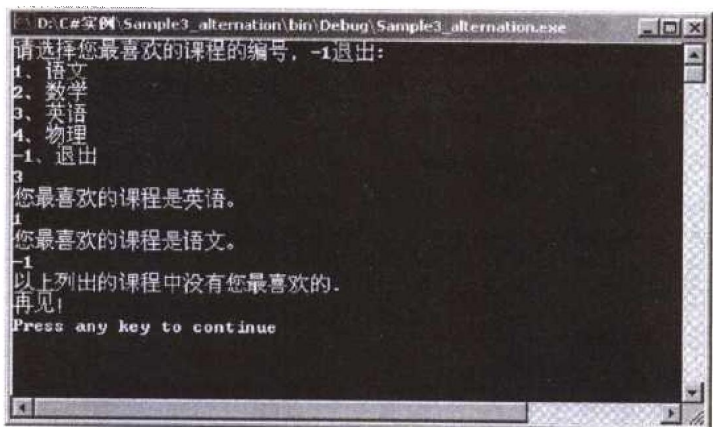 D:\C#实例\Sample3_alternation\bin\Debug\Sample3_alternation.exe
请选择您最喜欢的课程的编号，-1退出：
1、语文
2、数学
3、英语
4、物理
-1、退出
3
您最喜欢的课程是英语。
1
您最喜欢的课程是语文。
-1
以上列出的课程中没有您最喜欢的.
再见!
Press any key to continue